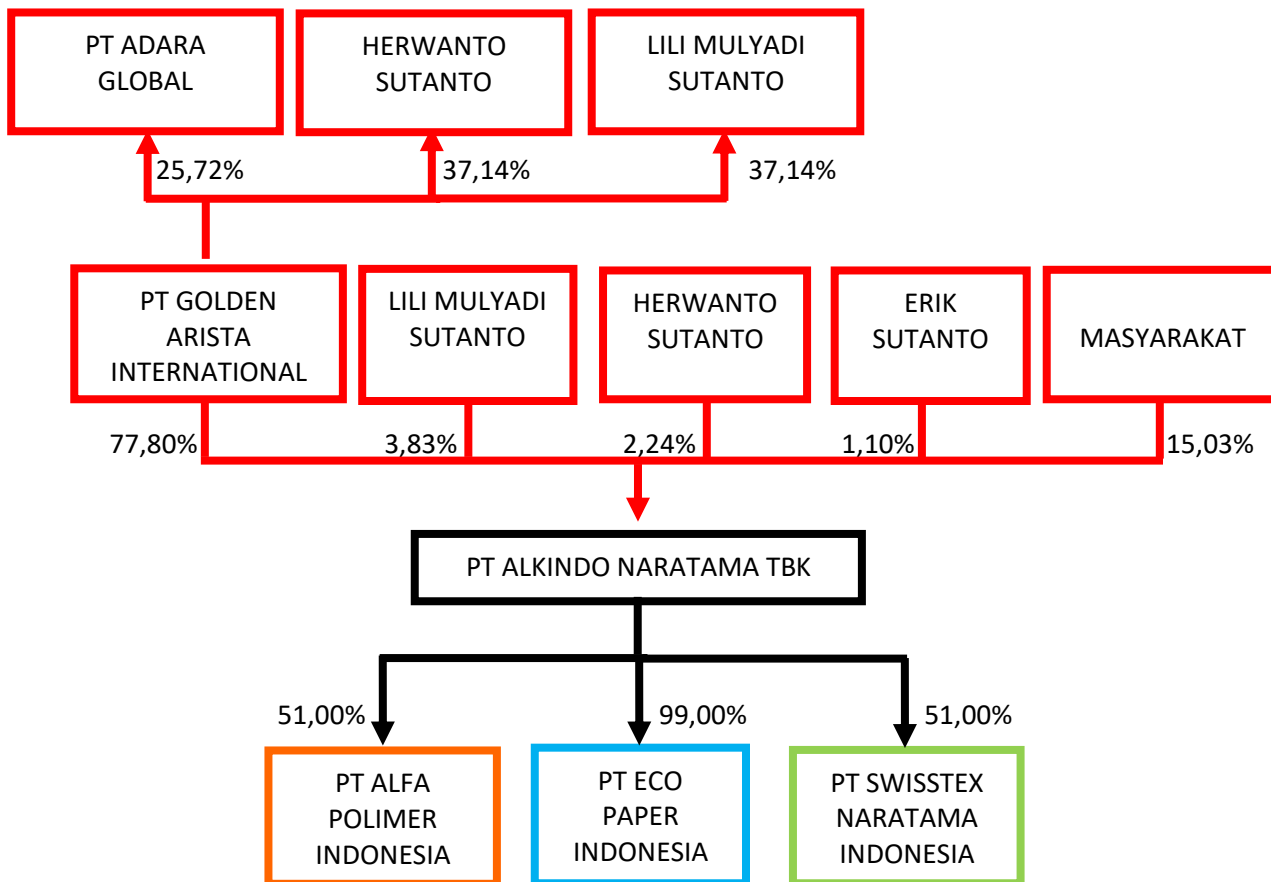 PT ADARA
GLOBAL
HERWANTO
SUTANTO
LILI MULYADI
SUTANTO
25,72%
37,14%
37,14%
PT GOLDEN
ARISTA
INTERNATIONAL
LILI MULYADI
SUTANTO
HERWANTO
SUTANTO
ERIK
SUTANTO
MASYARAKAT
77,80%
3,83%
2,24%
1,10%
15,03%
PT ALKINDO NARATAMA TBK
51,00%
99,00%
51,00%
PT ALFA
POLIMER
INDONESIA
PT ECO
PAPER
INDONESIA
PT SWISSTEX
NARATAMA
INDONESIA